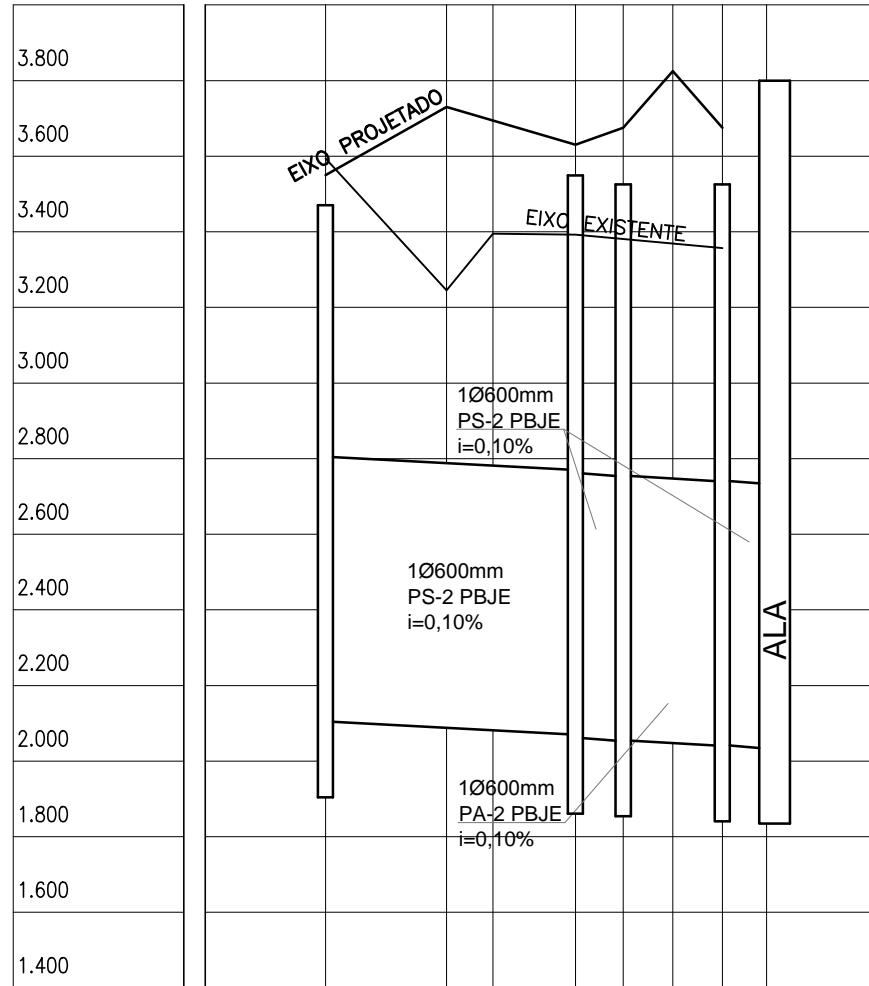 3.800
3.600
3.400
3.200
3.000
2.800
2.600
2.400
2.200
2.000
1.800
1.600
1.400
EIXO PROJETADO
EIXO EXISTENTE
1Ø600mm
PS-2 PBJE
i=0,10%
1Ø600mm
PS-2 PBJE
i=0,10%
1Ø600mm
PA-2 PBJE
i=0,10%
ALA